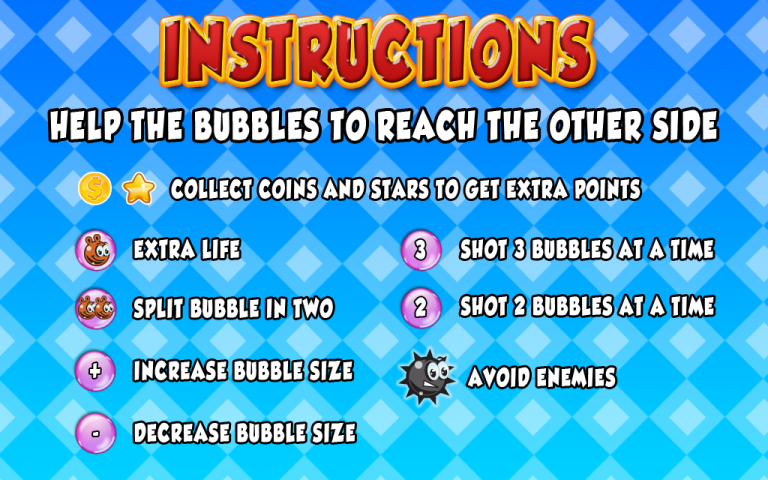 INSTRUCTIONS
HELP THE BUBBLES TO REACH THE OTHER SIDE
$ COLLECT COINS AND STARS TO GET EXTRA POINTS
EXTRA LIFE
SPLIT BUBBLE IN TWO
+ INCREASE BUBBLE SIZE
- DECREASE BUBBLE SIZE
3 SHOT 3 BUBBLES AT A TIME
2 SHOT 2 BUBBLES AT A TIME
AVOID ENEMIES